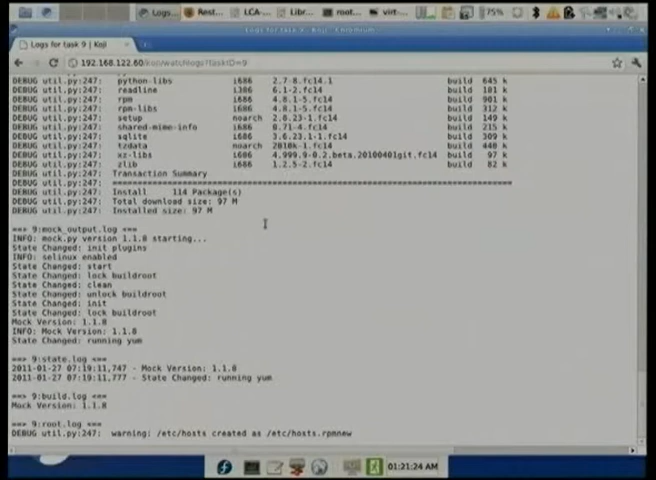 Logs... Rest... LCA-... Libr... root... virt-... 75%
Logs for task 9 | Koji - Chromium
Logs for task 9 | Koji
192.168.122.60/koji/watchlogs?taskID=9
DEBUG util.py:247: python-libs i686 2.7-8.fc14.1 build 645 k
DEBUG util.py:247: readline i386 6.1-2.fc14 build 181 k
DEBUG util.py:247: rpm i686 4.8.1-5.fc14 build 901 k
DEBUG util.py:247: rpm-libs i686 4.8.1-5.fc14 build 312 k
DEBUG util.py:247: setup noarch 2.8.23-1.fc14 build 149 k
DEBUG util.py:247: shared-mime-info i686 0.71-4.fc14 build 215 k
DEBUG util.py:247: sqlite i686 3.6.23.1-1.fc14 build 309 k
DEBUG util.py:247: tzdata noarch 2010k-1.fc14 build 440 k
DEBUG util.py:247: xz-libs i686 4.999.9-0.2.beta.20100401git.fc14 build 97 k
DEBUG util.py:247: zlib i686 1.2.5-2.fc14 build 82 k
DEBUG util.py:247: Transaction Summary
DEBUG util.py:247: ================================================================================
DEBUG util.py:247: Install 114 Package(s)
DEBUG util.py:247: Total download size: 97 M
DEBUG util.py:247: Installed size: 97 M
==> 9:mock_output.log <==
INFO: mock.py version 1.1.8 starting...
State Changed: init plugins
INFO: selinux enabled
State Changed: start
State Changed: lock buildroot
State Changed: clean
State Changed: unlock buildroot
State Changed: init
State Changed: lock buildroot
Mock Version: 1.1.8
INFO: Mock Version: 1.1.8
State Changed: running yum
==> 9:state.log <==
2011-01-27 07:19:11,747 - Mock Version: 1.1.8
2011-01-27 07:19:11,777 - State Changed: running yum
==> 9:build.log <==
Mock Version: 1.1.8
==> 9:root.log <==
DEBUG util.py:247: warning: /etc/hosts created as /etc/hosts.rpmnew
01:21:24 AM